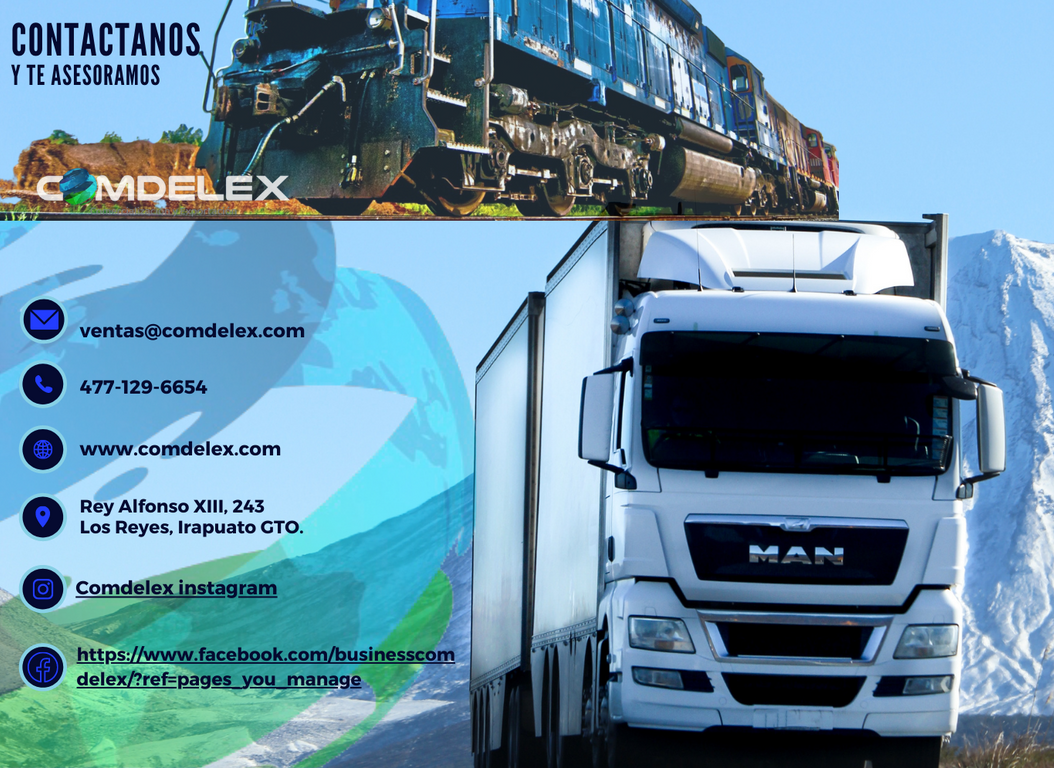 CONTACTANOS
Y TE ASESORAMOS
COMDELEX
ventas@comdelex.com
477-129-6654
www.comdelex.com
Rey Alfonso XIII, 243
Los Reyes, Irapuato GTO.
Comdelex instagram
https://www.facebook.com/businesscom
delex/?ref=pages_you_manage
MAN